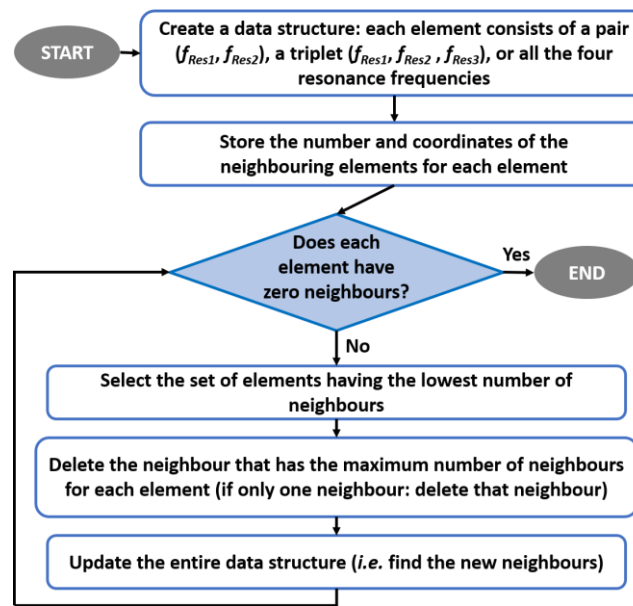 START
Create a data structure: each element consists of a pair
(fRes1, fRes2), a triplet (fRes1, fRes2 , fRes3), or all the four
resonance frequencies
Store the number and coordinates of the
neighbouring elements for each element
Does each
element have
zero neighbours?
Yes
END
No
Select the set of elements having the lowest number of
neighbours
Delete the neighbour that has the maximum number of neighbours
for each element (if only one neighbour: delete that neighbour)
Update the entire data structure (i.e. find the new neighbours)